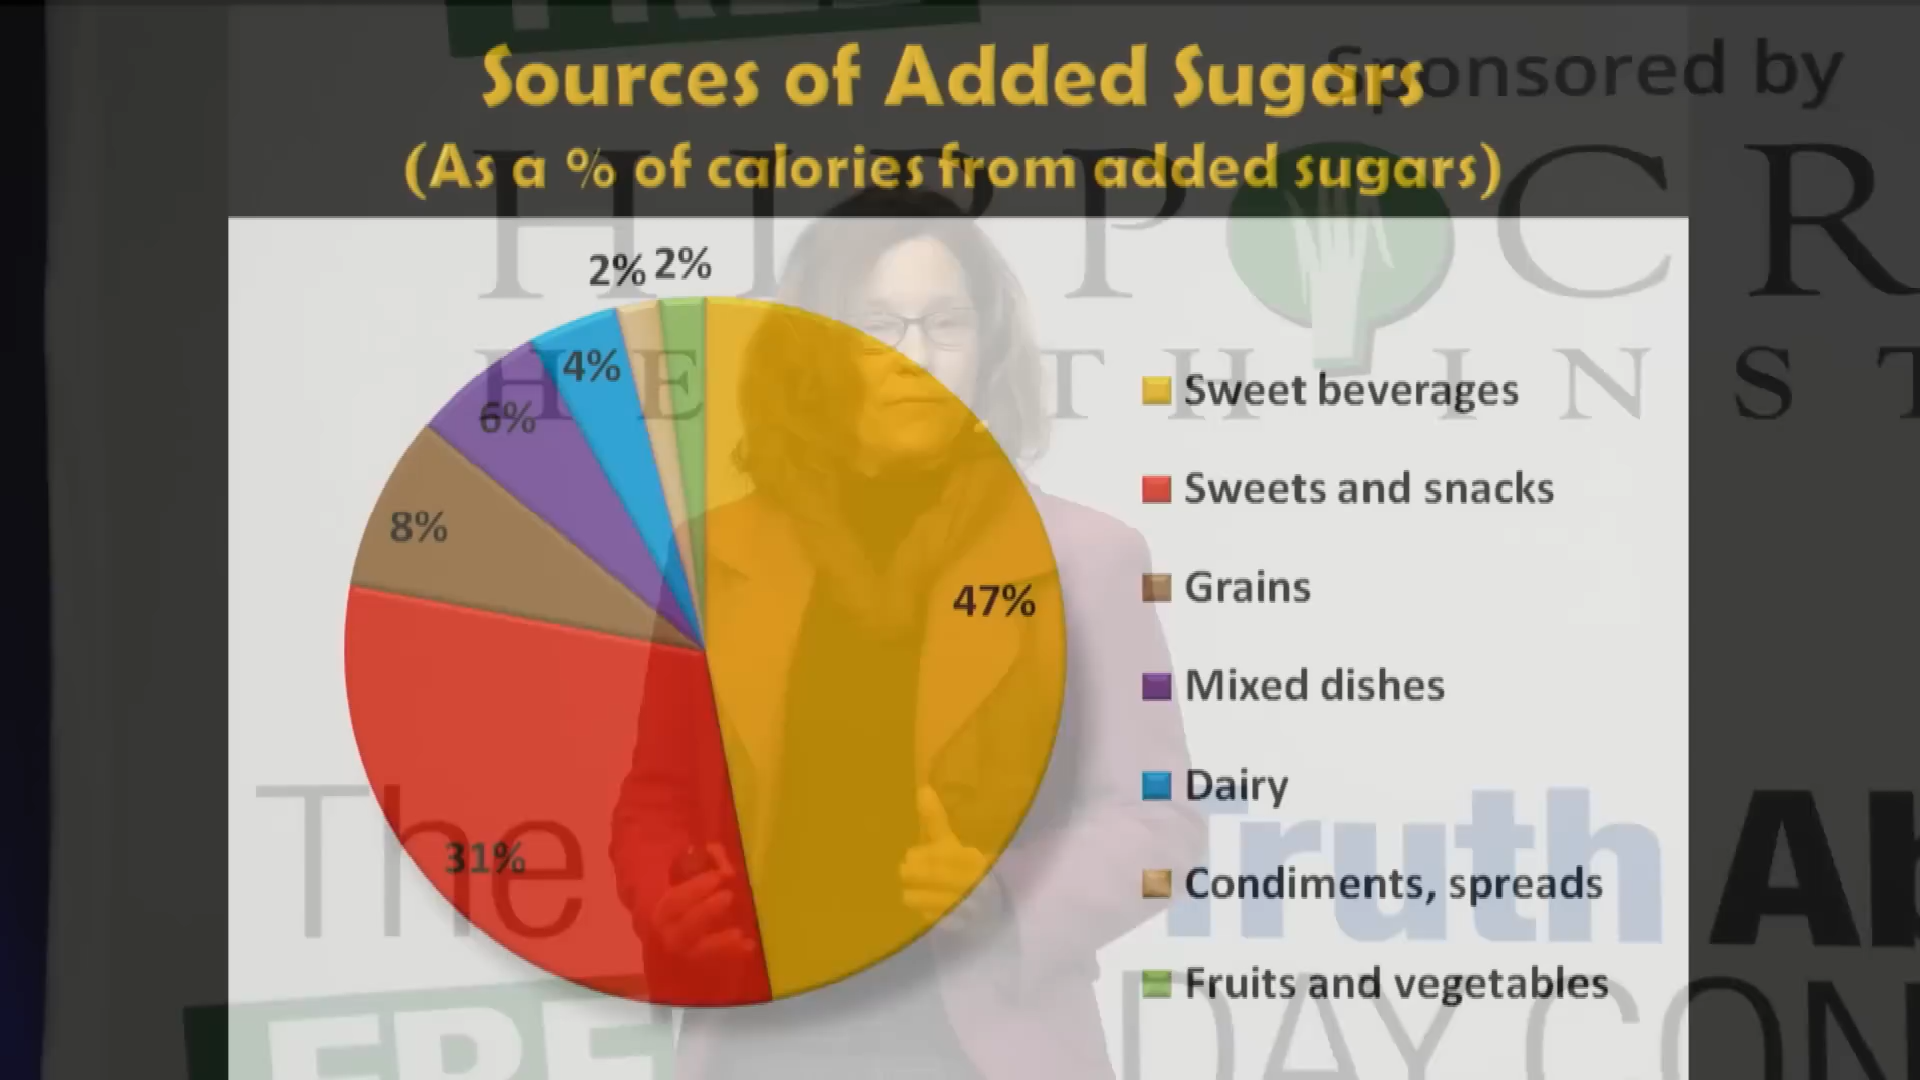 Sources of Added Sugars
Sponsored by
(As a % of calories from added sugars)
2%
2%
4%
6%
8%
31%
47%
Sweet beverages
Sweets and snacks
Grains
Mixed dishes
Dairy
Condiments, spreads
Fruits and vegetables
The
Truth
DAY